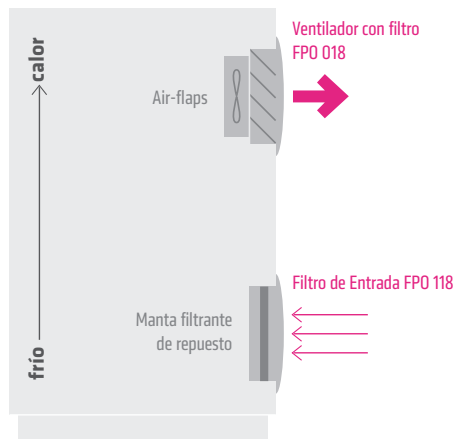 Ventilador con filtro
FPO 018
calor
Air-flaps
Filtro de Entrada FPO 118
Manta filtrante
de repuesto
frío